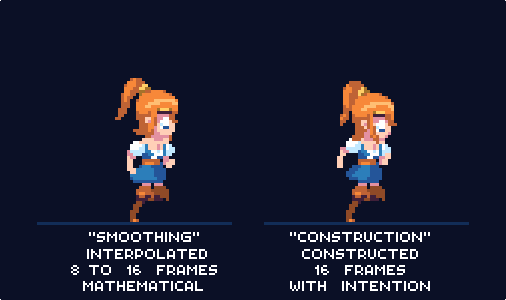 "SMOOTHING"
INTERPOLATED
8 TO 16 FRAMES
MATHEMATICAL
"CONSTRUCTION"
CONSTRUCTED
16 FRAMES
WITH INTENTION